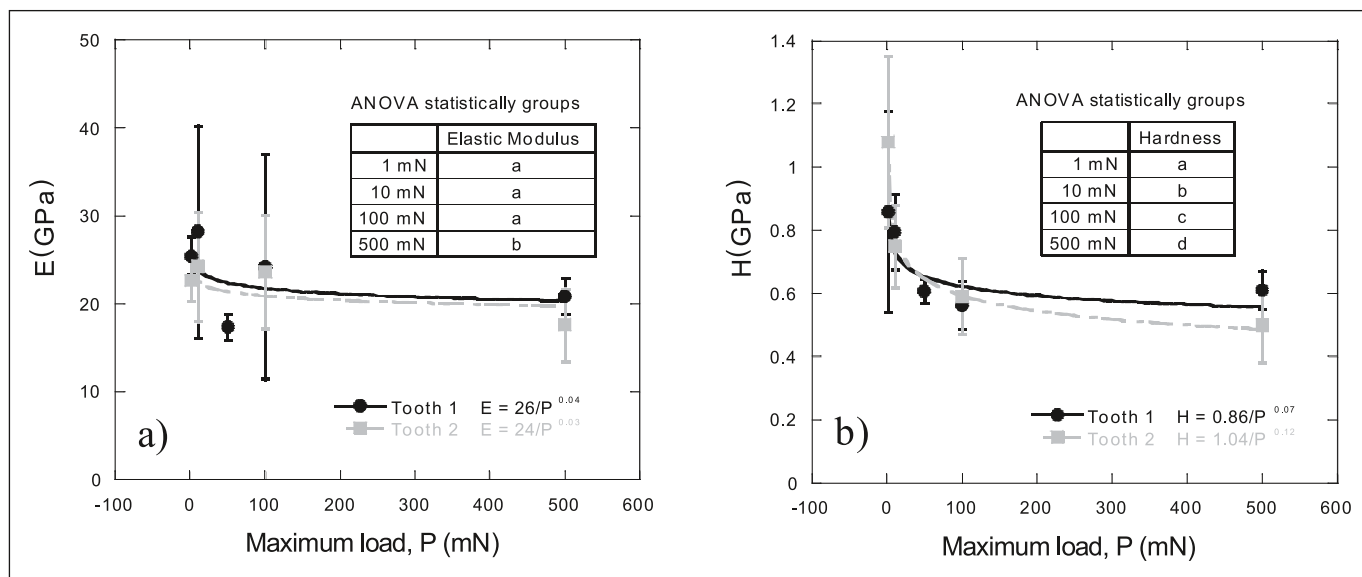 50
40
30
20
10
0
-100 0 100 200 300 400 500 600
E(GPa)
Maximum load, P (mN)
ANOVA statistically groups
Elastic Modulus
1 mN a
10 mN a
100 mN a
500 mN b
Tooth 1 E = 26/P^0.04
Tooth 2 E = 24/P^0.03
a)
1.4
1.2
1
0.8
0.6
0.4
0.2
0
-100 0 100 200 300 400 500 600
H(GPa)
Maximum load, P (mN)
ANOVA statistically groups
Hardness
1 mN a
10 mN b
100 mN c
500 mN d
Tooth 1 H = 0.86/P^0.07
Tooth 2 H = 1.04/P^0.12
b)